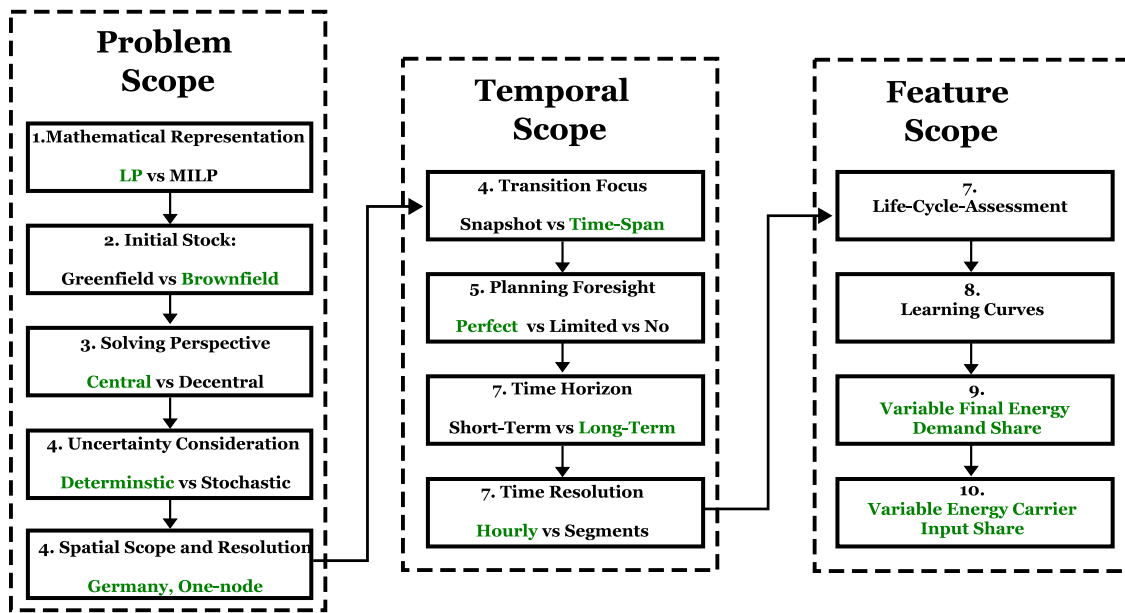 Problem
Scope
1.Mathematical Representation
LP vs MILP
2. Initial Stock:
Greenfield vs Brownfield
3. Solving Perspective
Central vs Decentral
4. Uncertainty Consideration
Determinstic vs Stochastic
4. Spatial Scope and Resolution
Germany, One-node
Temporal
Scope
4. Transition Focus
Snapshot vs Time-Span
5. Planning Foresight
Perfect vs Limited vs No
7. Time Horizon
Short-Term vs Long-Term
7. Time Resolution
Hourly vs Segments
Feature
Scope
7.
Life-Cycle-Assessment
8.
Learning Curves
9.
Variable Final Energy
Demand Share
10.
Variable Energy Carrier
Input Share